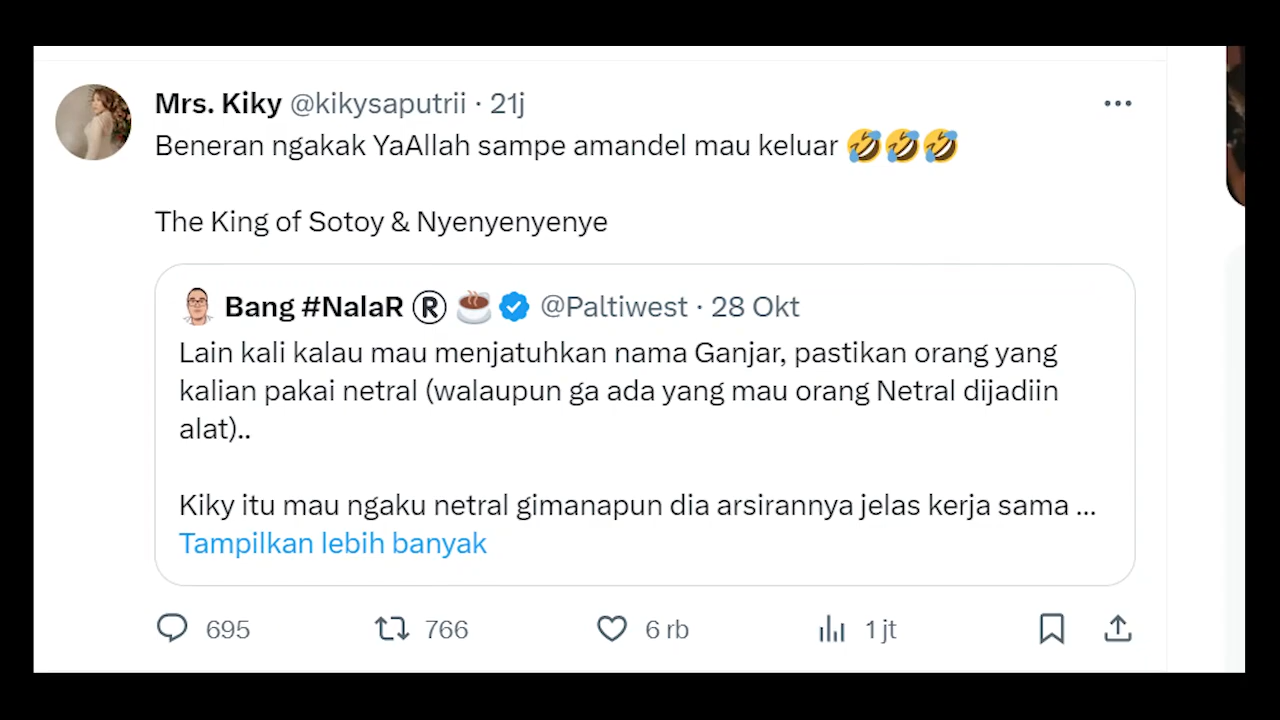 Mrs. Kiky @kikysaputrii · 21j
Beneran ngakak YaAllah sampe amandel mau keluar 🤣🤣🤣
The King of Sotoy & Nyenyenyenye
Bang #NalaR ® ☕ @Paltiwest · 28 Okt
Lain kali kalau mau menjatuhkan nama Ganjar, pastikan orang yang
kalian pakai netral (walaupun ga ada yang mau orang Netral dijadiin
alat)..
Kiky itu mau ngaku netral gimanapun dia arsirannya jelas kerja sama ...
Tampilkan lebih banyak
695 766 6 rb 1 jt